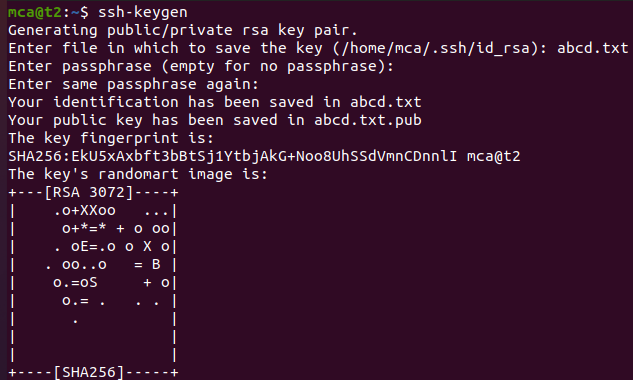 mca@t2:~$ ssh-keygen
Generating public/private rsa key pair.
Enter file in which to save the key (/home/mca/.ssh/id_rsa): abcd.txt
Enter passphrase (empty for no passphrase):
Enter same passphrase again:
Your identification has been saved in abcd.txt
Your public key has been saved in abcd.txt.pub
The key fingerprint is:
SHA256:EkU5xAxbft3bBtSj1YtbjAkG+Noo8UhSSdVmnCDnnlI mca@t2
The key's randomart image is:
+---[RSA 3072]----+
|    .o+XXoo   ...|
|     o+*=* + o oo|
|    . oE=.o o X o|
|   . oo..o   = B |
|    o.=oS     + o|
|     o.= .   . . |
|      .          |
|                 |
|                 |
+----[SHA256]-----+